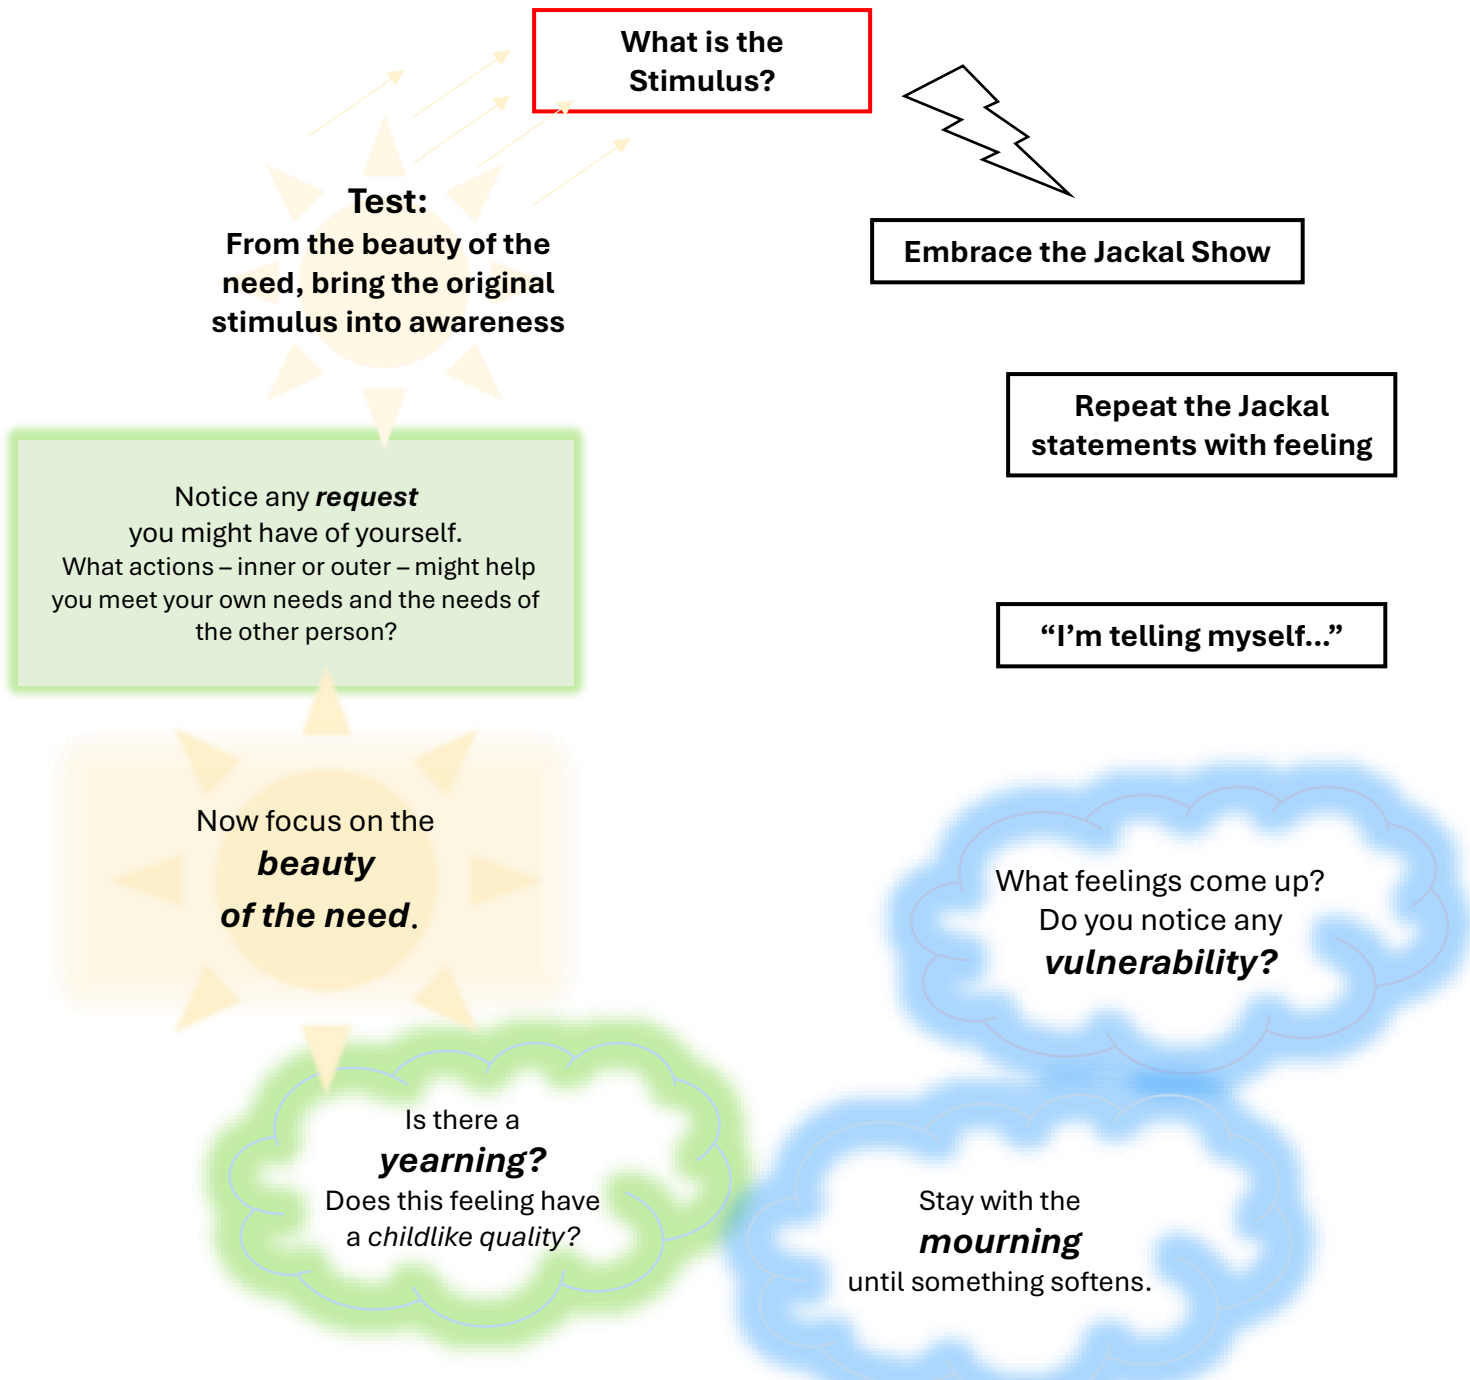 What is the
Stimulus?
Embrace the Jackal Show
Repeat the Jackal
statements with feeling
“I’m telling myself…”
What feelings come up?
Do you notice any
vulnerability?
Stay with the
mourning
until something softens.
Is there a
yearning?
Does this feeling have
a childlike quality?
Now focus on the
beauty
of the need.
Notice any request
you might have of yourself.
What actions – inner or outer – might help
you meet your own needs and the needs of
the other person?
Test:
From the beauty of the
need, bring the original
stimulus into awareness